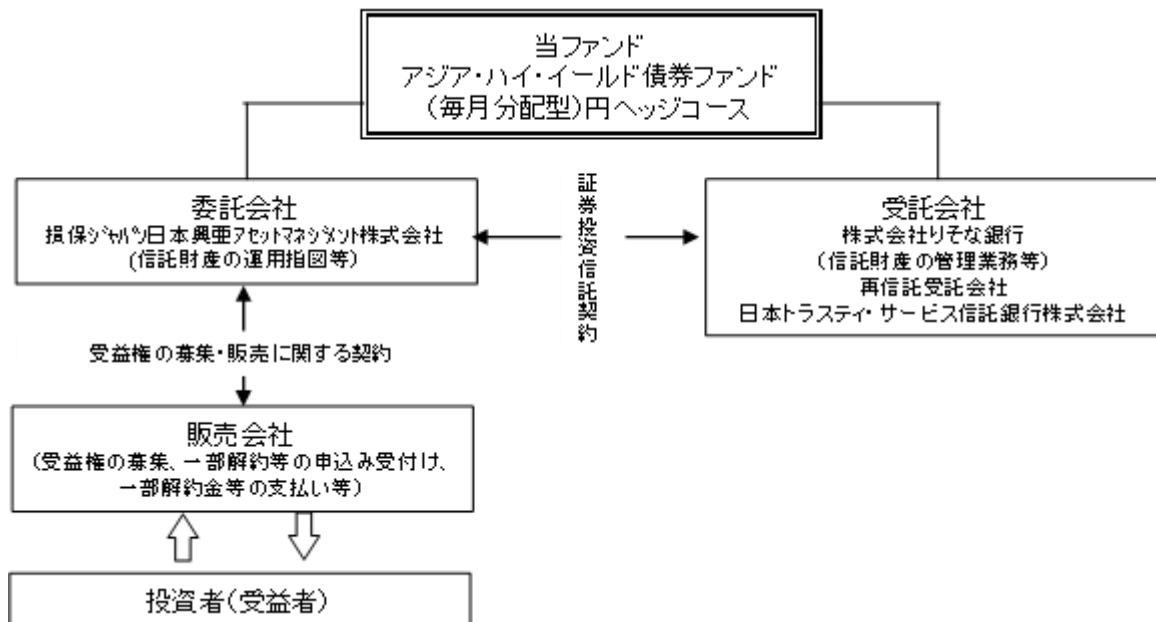 当ファンド
アジア・ハイ・イールド債券ファンド
(毎月分配型)円ヘッジコース
委託会社
損保ｼﾞｬﾊﾟﾝ日本興亜ｱｾｯﾄﾏﾈｼﾞﾒﾝﾄ株式会社
(信託財産の運用指図等)
証券投資信託契約
受託会社
株式会社りそな銀行
(信託財産の管理業務等)
再信託受託会社
日本トラスティ・サービス信託銀行株式会社
受益権の募集・販売に関する契約
販売会社
(受益権の募集、一部解約等の申込み受付け、
一部解約金等の支払い等)
投資者(受益者)